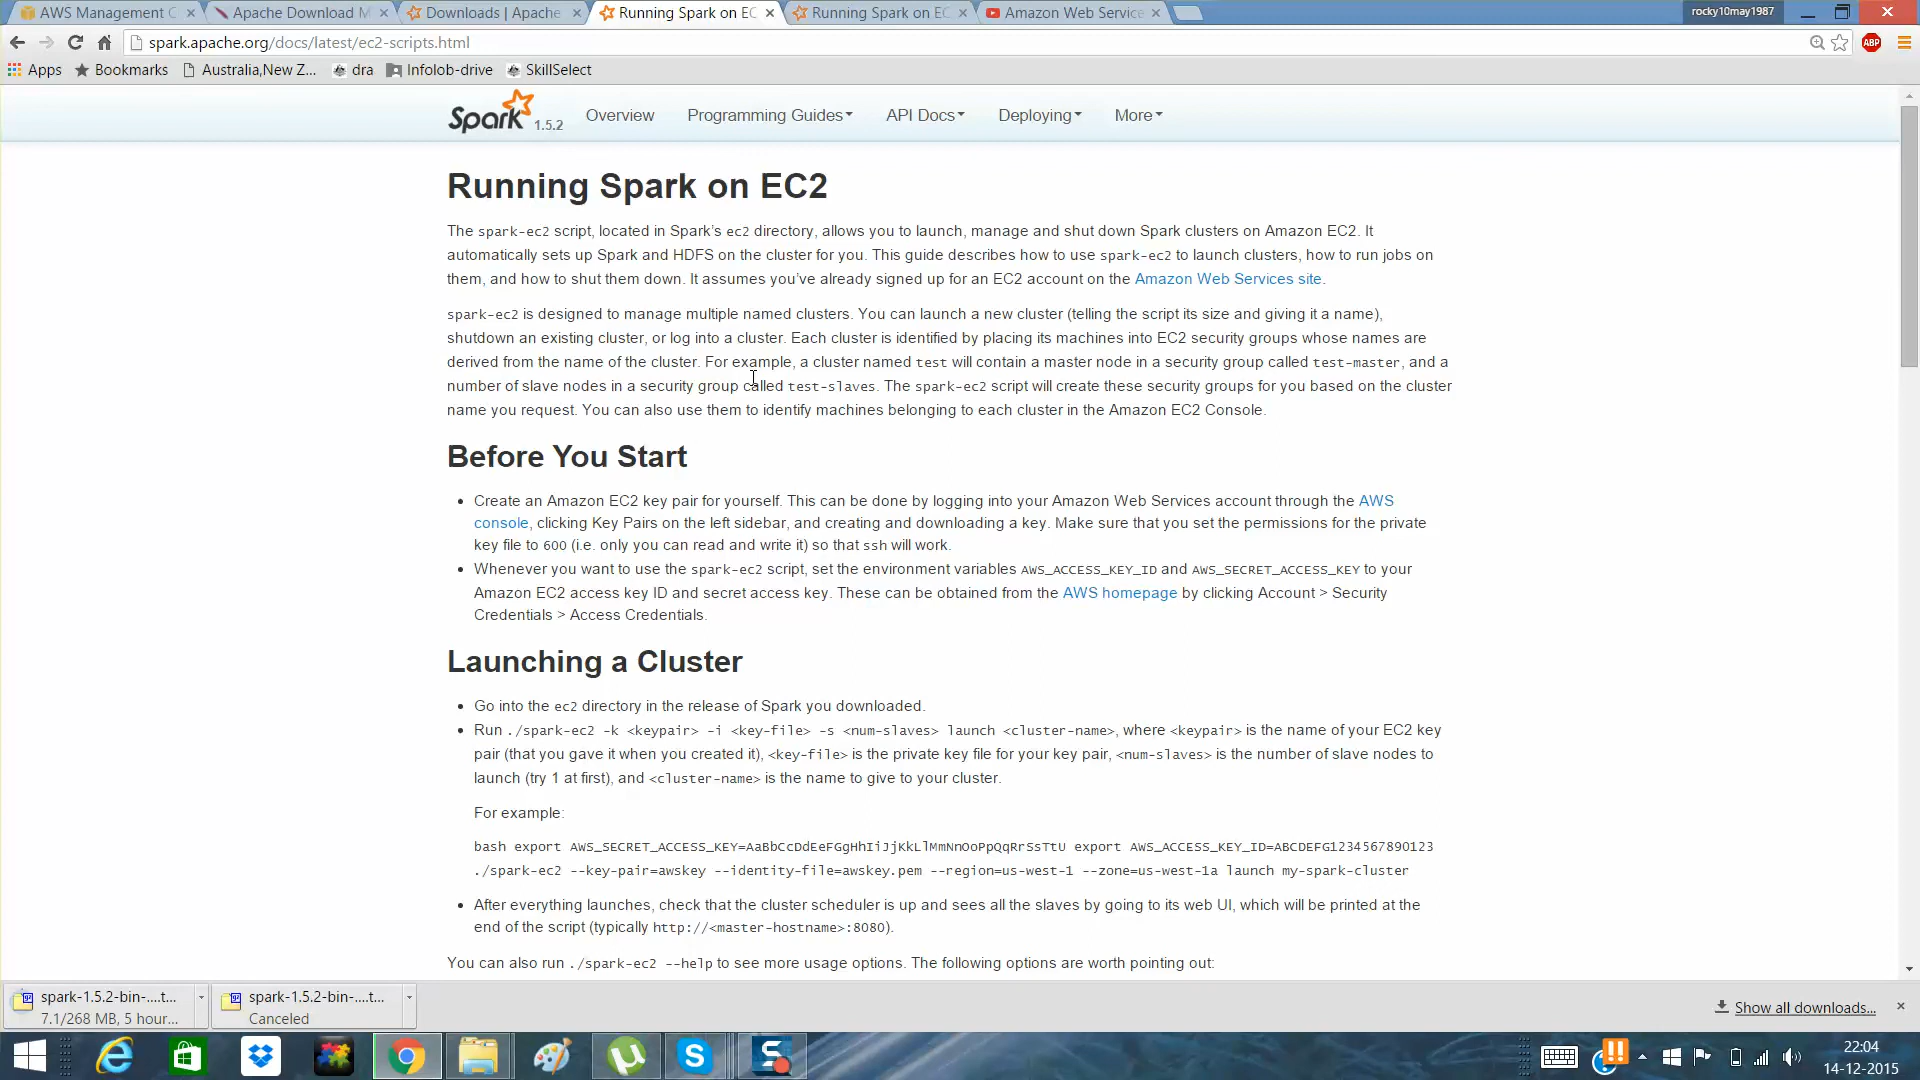 AWS Management C
Apache Download M
Downloads | Apache
Running Spark on EC
Running Spark on EC
Amazon Web Service
rocky10may1987
spark.apache.org/docs/latest/ec2-scripts.html
ABP
Apps
Bookmarks
Australia,New Z...
dra
Infolob-drive
SkillSelect
Spark 1.5.2
Overview
Programming Guides
API Docs
Deploying
More
Running Spark on EC2
The spark-ec2 script, located in Spark's ec2 directory, allows you to launch, manage and shut down Spark clusters on Amazon EC2. It
automatically sets up Spark and HDFS on the cluster for you. This guide describes how to use spark-ec2 to launch clusters, how to run jobs on
them, and how to shut them down. It assumes you've already signed up for an EC2 account on the Amazon Web Services site.
spark-ec2 is designed to manage multiple named clusters. You can launch a new cluster (telling the script its size and giving it a name),
shutdown an existing cluster, or log into a cluster. Each cluster is identified by placing its machines into EC2 security groups whose names are
derived from the name of the cluster. For example, a cluster named test will contain a master node in a security group called test-master, and a
number of slave nodes in a security group called test-slaves. The spark-ec2 script will create these security groups for you based on the cluster
name you request. You can also use them to identify machines belonging to each cluster in the Amazon EC2 Console.
Before You Start
• Create an Amazon EC2 key pair for yourself. This can be done by logging into your Amazon Web Services account through the AWS
console, clicking Key Pairs on the left sidebar, and creating and downloading a key. Make sure that you set the permissions for the private
key file to 600 (i.e. only you can read and write it) so that ssh will work.
• Whenever you want to use the spark-ec2 script, set the environment variables AWS_ACCESS_KEY_ID and AWS_SECRET_ACCESS_KEY to your
Amazon EC2 access key ID and secret access key. These can be obtained from the AWS homepage by clicking Account > Security
Credentials > Access Credentials.
Launching a Cluster
• Go into the ec2 directory in the release of Spark you downloaded.
• Run ./spark-ec2 -k <keypair> -i <key-file> -s <num-slaves> launch <cluster-name>, where <keypair> is the name of your EC2 key
pair (that you gave it when you created it), <key-file> is the private key file for your key pair, <num-slaves> is the number of slave nodes to
launch (try 1 at first), and <cluster-name> is the name to give to your cluster.
For example:
bash export AWS_SECRET_ACCESS_KEY=AaBbCcDdEeFGgHhIiJjKkLlMmNnOoPpQqRrSsTtU export AWS_ACCESS_KEY_ID=ABCDEFG1234567890123
./spark-ec2 --key-pair=awskey --identity-file=awskey.pem --region=us-west-1 --zone=us-west-1a launch my-spark-cluster
• After everything launches, check that the cluster scheduler is up and sees all the slaves by going to its web UI, which will be printed at the
end of the script (typically http://<master-hostname>:8080).
You can also run ./spark-ec2 --help to see more usage options. The following options are worth pointing out:
spark-1.5.2-bin-....t...
7.1/268 MB, 5 hour...
spark-1.5.2-bin-....t...
Canceled
Show all downloads...
22:04
14-12-2015